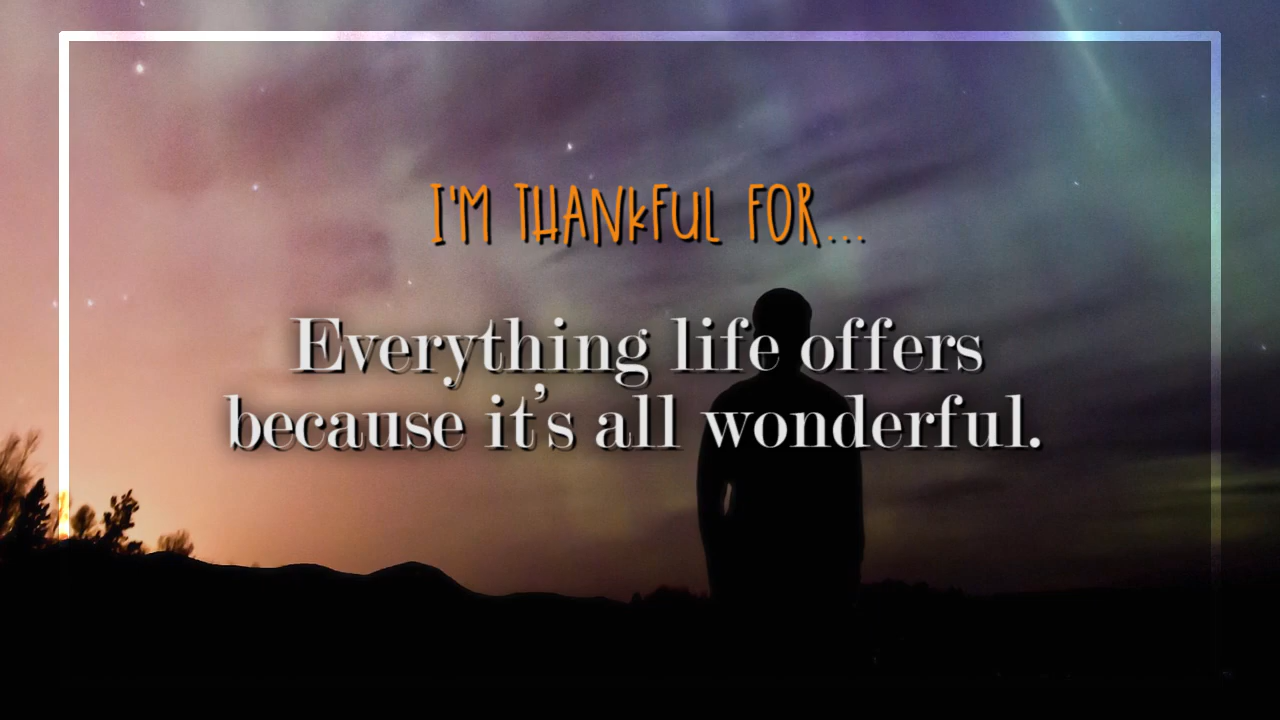 I'M THANKFUL FOR...
Everything life offers
because it's all wonderful.